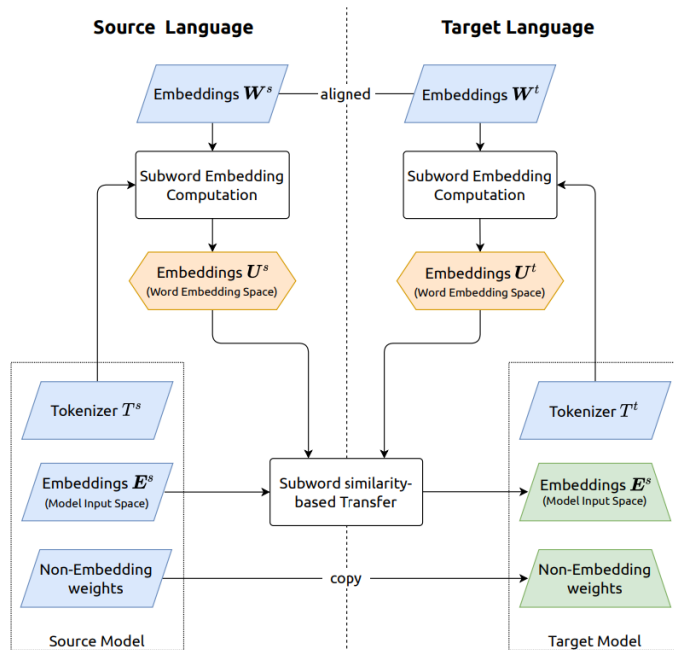 Source Language
Target Language
Embeddings W^s
aligned
Embeddings W^t
Subword Embedding
Computation
Subword Embedding
Computation
Embeddings U^s
(Word Embedding Space)
Embeddings U^t
(Word Embedding Space)
Tokenizer T^s
Tokenizer T^t
Embeddings E^s
(Model Input Space)
Subword similarity-
based Transfer
Embeddings E^s
(Model Input Space)
Non-Embedding
weights
copy
Non-Embedding
weights
Source Model
Target Model